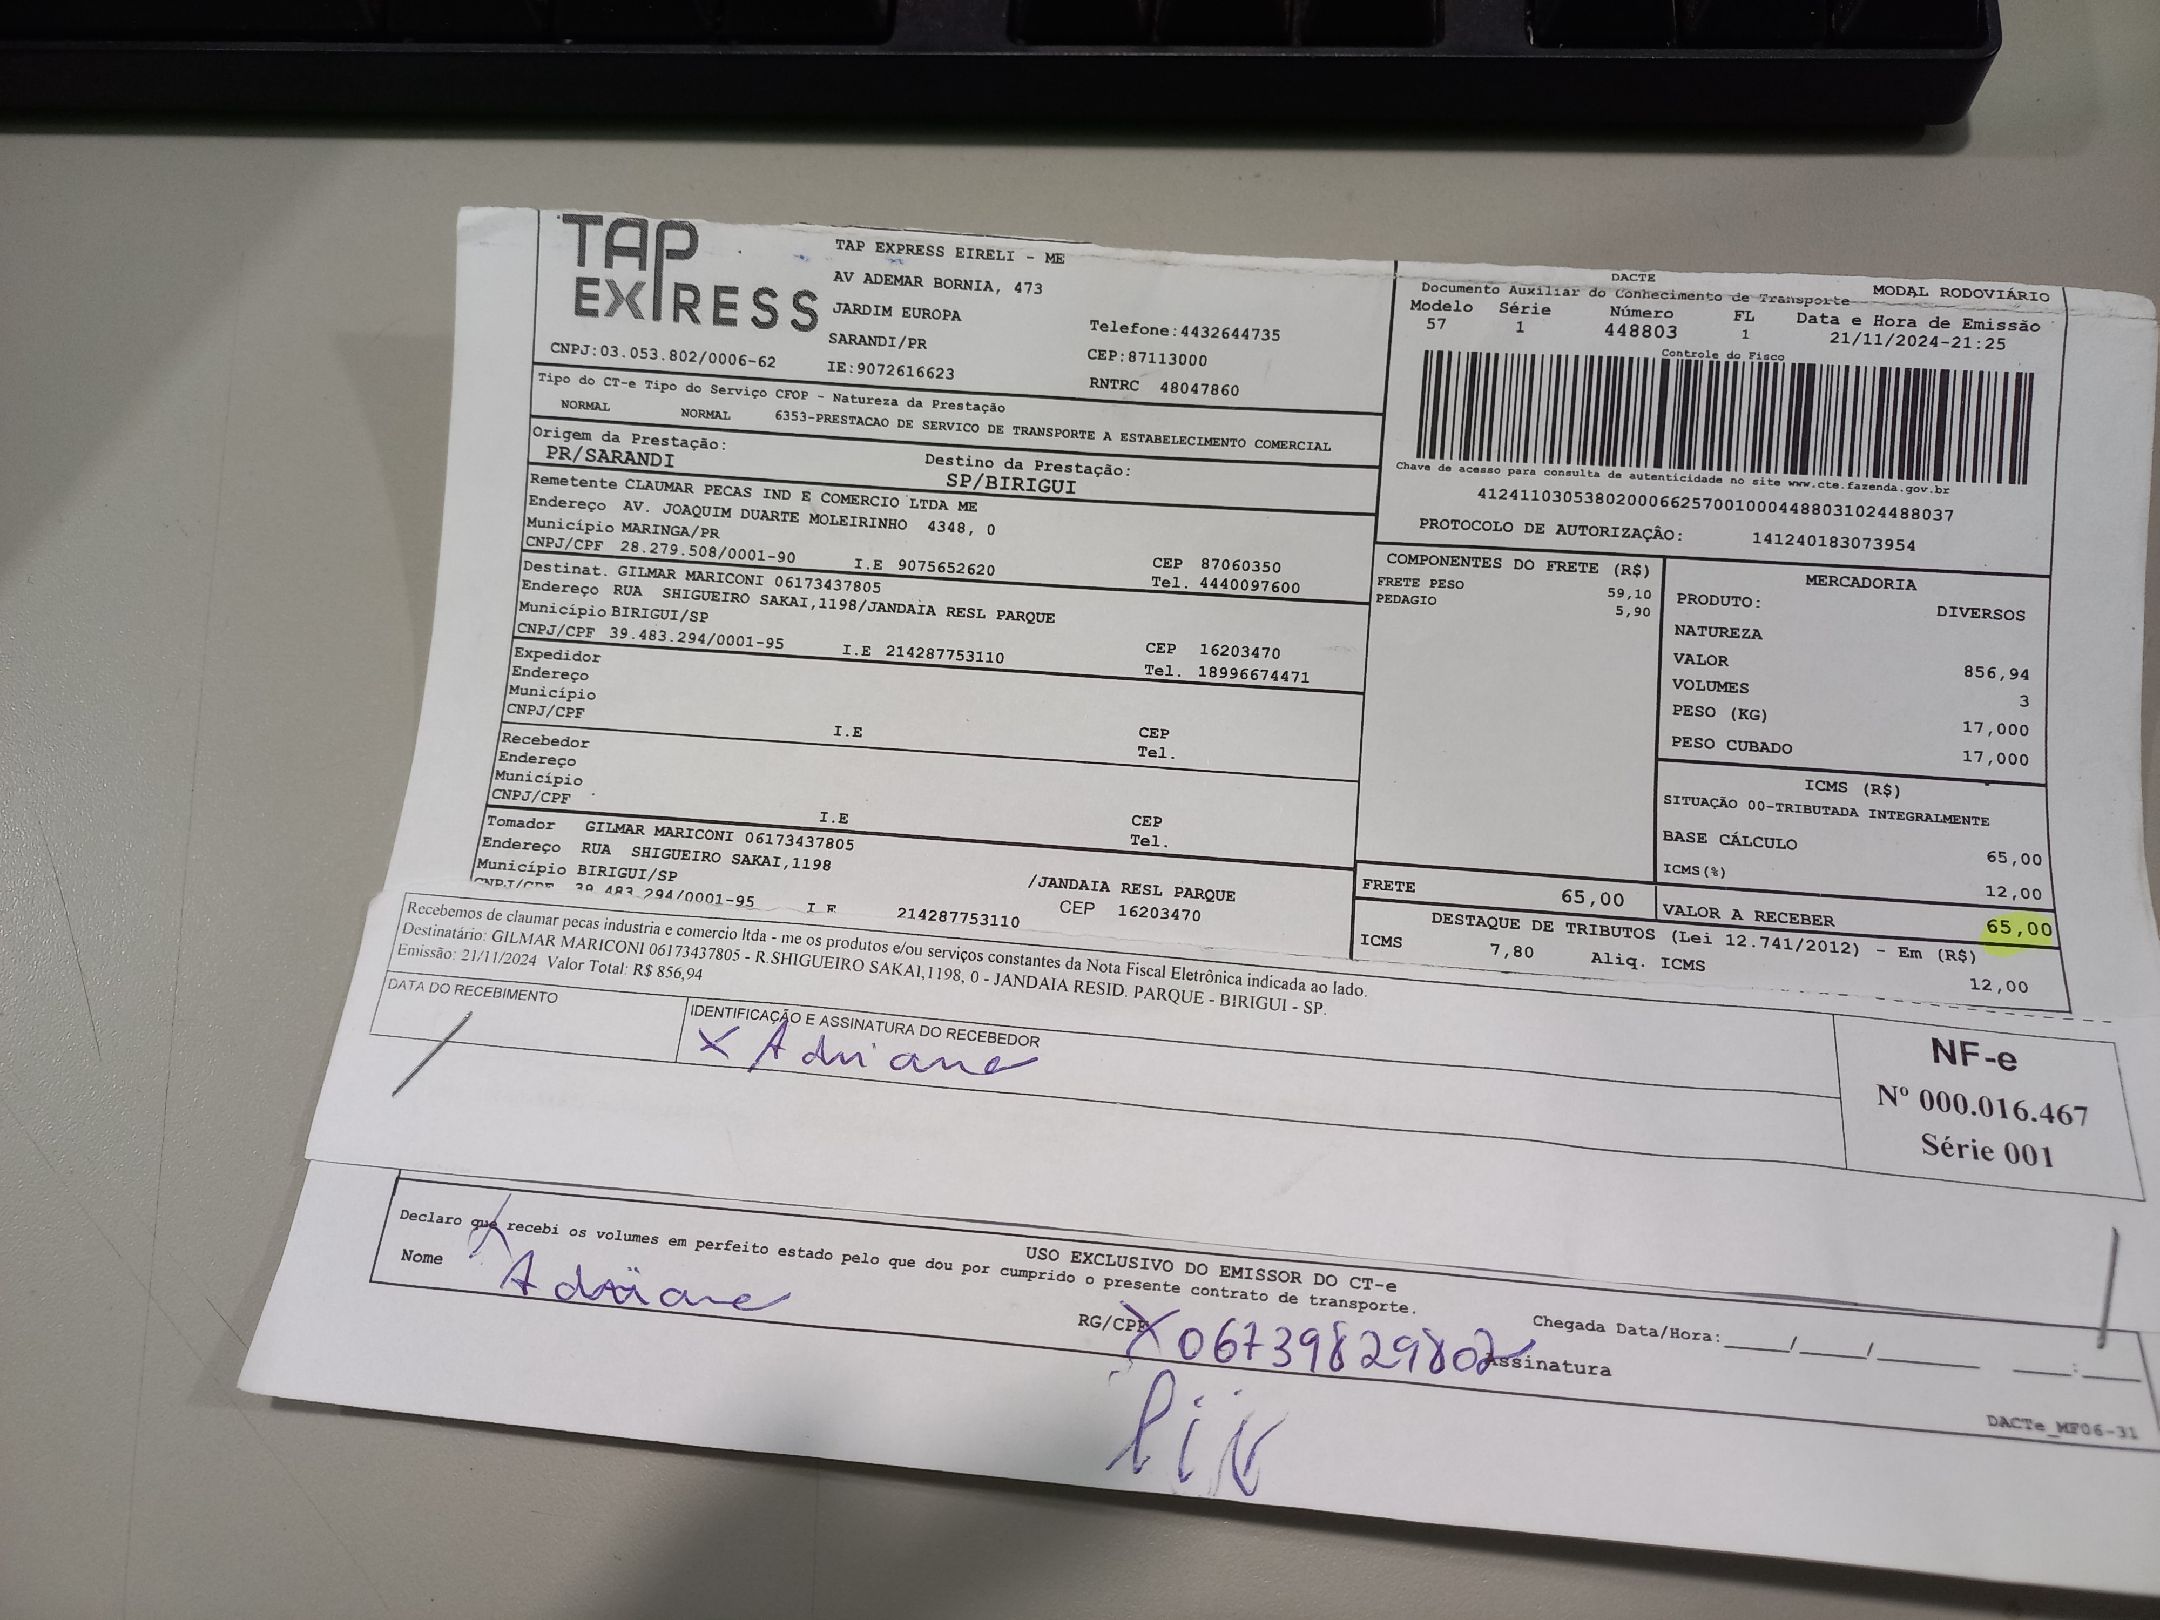 TAP EXPRESS
TAP EXPRESS EIRELI - ME
AV ADEMAR BORNIA, 473
JARDIM EUROPA
SARANDI/PR
Telefone:4432644735
CEP:87113000
CNPJ:03.053.802/0006-62 IE:9072616623 RNTRC 48047860
Tipo do CT-e Tipo do Serviço CFOP - Natureza da Prestação
NORMAL NORMAL 6353-PRESTACAO DE SERVICO DE TRANSPORTE A ESTABELECIMENTO COMERCIAL
Origem da Prestação: Destino da Prestação:
PR/SARANDI SP/BIRIGUI
Remetente CLAUMAR PECAS IND E COMERCIO LTDA ME
Endereço AV. JOAQUIM DUARTE MOLEIRINHO 4348, 0
Município MARINGA/PR CEP 87060350
CNPJ/CPF 28.279.508/0001-90 I.E 9075652620 Tel. 4440097600
Destinat. GILMAR MARICONI 06173437805
Endereço RUA SHIGUEIRO SAKAI,1198/JANDAIA RESL PARQUE
Município BIRIGUI/SP CEP 16203470
CNPJ/CPF 39.483.294/0001-95 I.E 214287753110 Tel. 18996674471
Expedidor
Endereço
Município CEP
CNPJ/CPF I.E Tel.
Recebedor
Endereço
Município CEP
CNPJ/CPF I.E Tel.
Tomador GILMAR MARICONI 06173437805
Endereço RUA SHIGUEIRO SAKAI,1198 /JANDAIA RESL PARQUE
Município BIRIGUI/SP CEP 16203470
CNPJ/CPF 39.483.294/0001-95 I.E 214287753110
DACTE MODAL RODOVIÁRIO
Documento Auxiliar do Conhecimento de Transporte
Modelo Série Número FL Data e Hora de Emissão
57 1 448803 1 21/11/2024-21:25
Controle do Fisco
Chave de acesso para consulta de autenticidade no site www.cte.fazenda.gov.br
41241103053802000662570010004488031024488037
PROTOCOLO DE AUTORIZAÇÂO: 141240183073954
COMPONENTES DO FRETE (R$)
FRETE PESO 59,10
PEDAGIO 5,90
MERCADORIA
PRODUTO: DIVERSOS
NATUREZA
VALOR 856,94
VOLUMES 3
PESO (KG) 17,000
PESO CUBADO 17,000
ICMS (R$)
SITUAÇÃO 00-TRIBUTADA INTEGRALMENTE
BASE CÁLCULO 65,00
ICMS(%) 12,00
FRETE 65,00 VALOR A RECEBER 65,00
DESTAQUE DE TRIBUTOS (Lei 12.741/2012) - Em (R$)
ICMS 7,80 Aliq. ICMS 12,00
Recebemos de claumar pecas industria e comercio ltda - me os produtos e/ou serviços constantes da Nota Fiscal Eletrônica indicada ao lado.
Destinatário: GILMAR MARICONI 06173437805 - R.SHIGUEIRO SAKAI,1198, 0 - JANDAIA RESID. PARQUE - BIRIGUI - SP.
Emissão: 21/11/2024 Valor Total: R$ 856,94
DATA DO RECEBIMENTO IDENTIFICAÇÃO E ASSINATURA DO RECEBEDOR
X Adriane
NF-e
Nº 000.016.467
Série 001
USO EXCLUSIVO DO EMISSOR DO CT-e
Declaro que recebi os volumes em perfeito estado pelo que dou por cumprido o presente contrato de transporte.
Nome X Adriane RG/CPF X 06739829802 Chegada Data/Hora:____/____/______ ____:____
Assinatura
DACTe_MF06-31